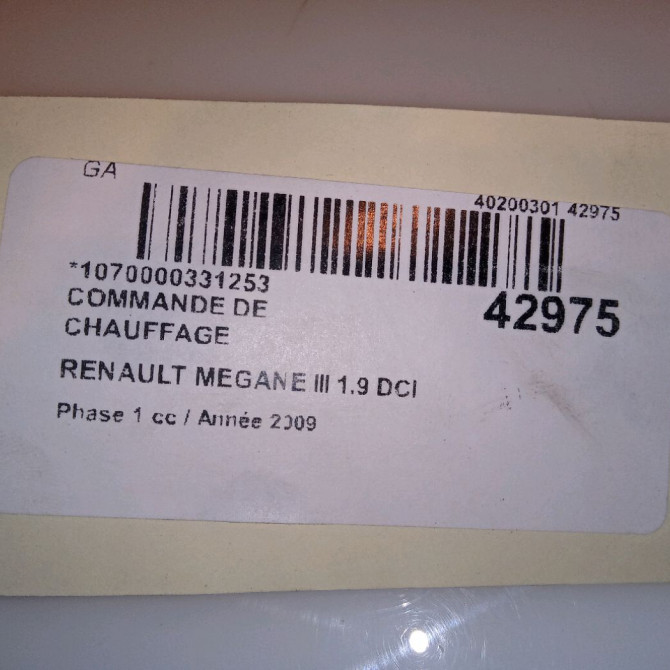 GA
40200301 42975
*1070000331253
42975
COMMANDE DE
CHAUFFAGE
RENAULT MEGANE III 1.9 DCI
Phase 1 cc / Année 2009